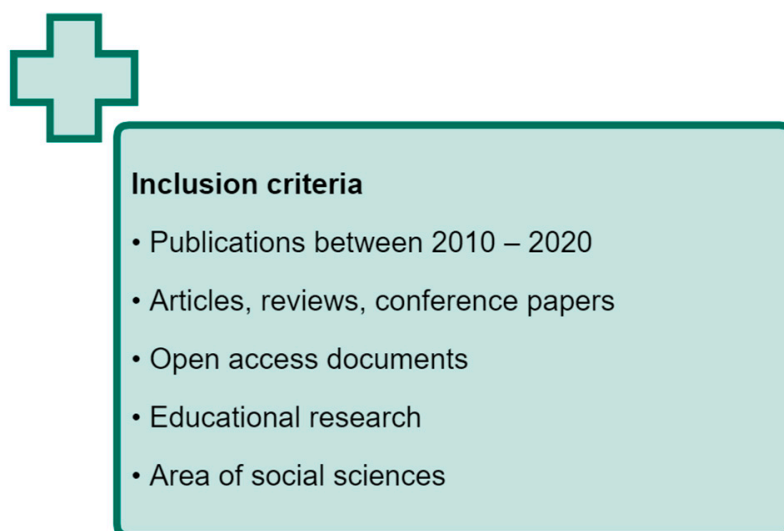 Inclusion criteria
• Publications between 2010 – 2020
• Articles, reviews, conference papers
• Open access documents
• Educational research
• Area of social sciences